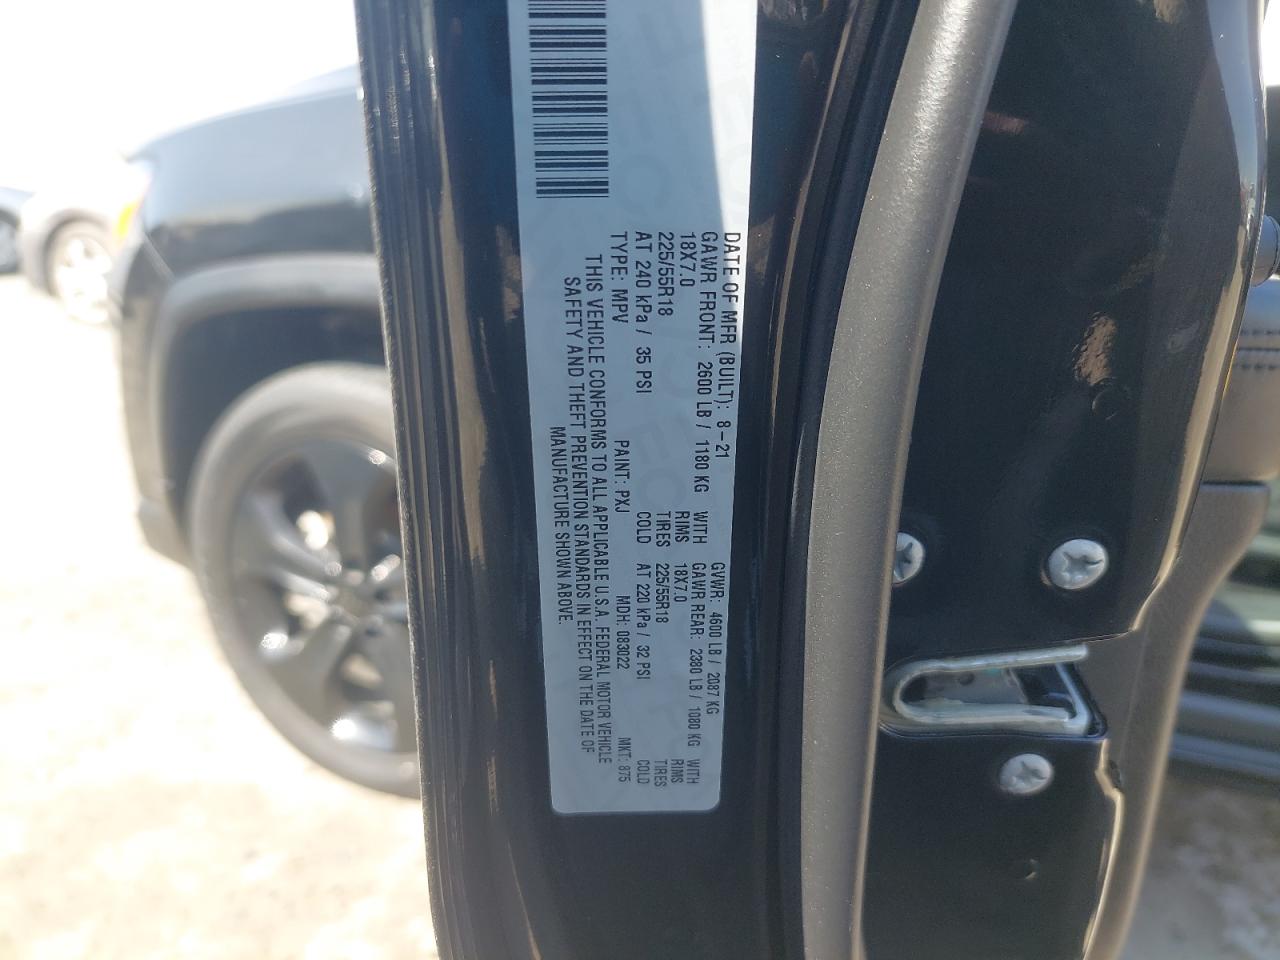 DATE OF MFR (BUILT): 8-21 GVWR: 4600 LB / 2087 KG
GAWR FRONT: 2600 LB / 1180 KG WITH GAWR REAR: 2380 LB / 1080 KG WITH
18X7.0 RIMS 18X7.0 RIMS
225/55R18 TIRES 225/55R18 TIRES
AT 240 kPa / 35 PSI COLD AT 220 kPa / 32 PSI COLD
TYPE: MPV PAINT: PXJ MDH: 083022 MKT: 875
THIS VEHICLE CONFORMS TO ALL APPLICABLE U.S.A. FEDERAL MOTOR VEHICLE
SAFETY AND THEFT PREVENTION STANDARDS IN EFFECT ON THE DATE OF
MANUFACTURE SHOWN ABOVE.